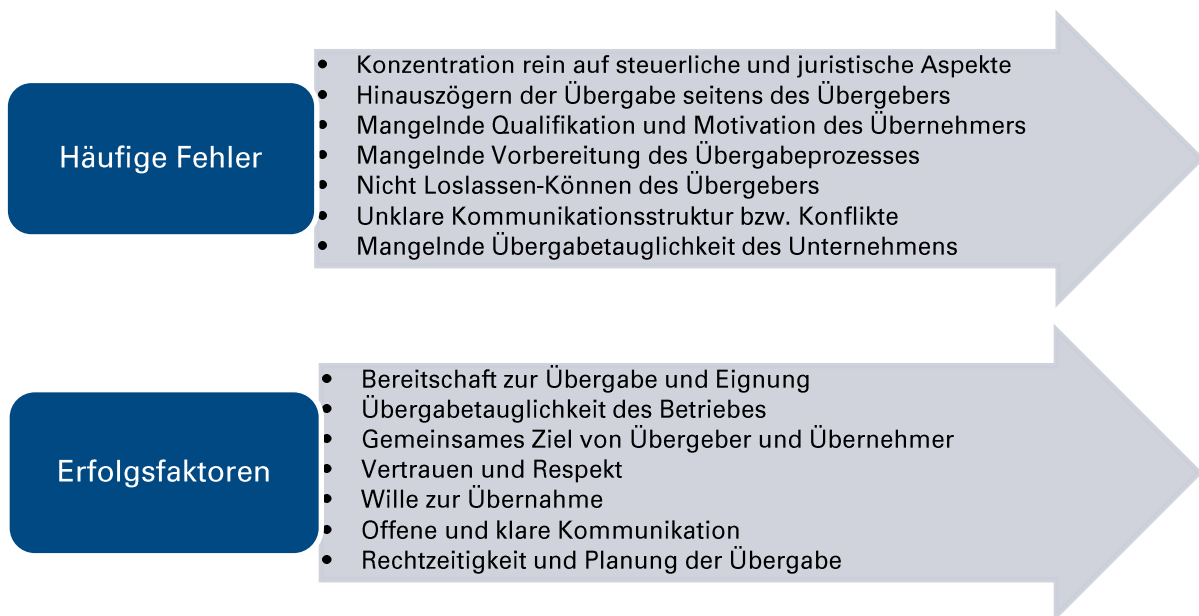 Häufige Fehler
• Konzentration rein auf steuerliche und juristische Aspekte
• Hinauszögern der Übergabe seitens des Übergebers
• Mangelnde Qualifikation und Motivation des Übernehmers
• Mangelnde Vorbereitung des Übergabeprozesses
• Nicht Loslassen-Können des Übergebers
• Unklare Kommunikationsstruktur bzw. Konflikte
• Mangelnde Übergabetauglichkeit des Unternehmens
Erfolgsfaktoren
• Bereitschaft zur Übergabe und Eignung
• Übergabetauglichkeit des Betriebes
• Gemeinsames Ziel von Übergeber und Übernehmer
• Vertrauen und Respekt
• Wille zur Übernahme
• Offene und klare Kommunikation
• Rechtzeitigkeit und Planung der Übergabe